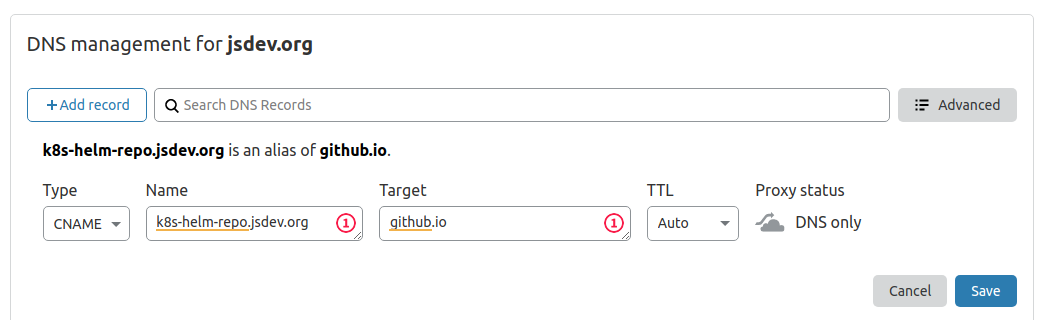 DNS management for jsdev.org
+ Add record Search DNS Records Advanced
k8s-helm-repo.jsdev.org is an alias of github.io.
Type Name Target TTL Proxy status
CNAME k8s-helm-repo.jsdev.org 1 github.io 1 Auto DNS only
Cancel Save